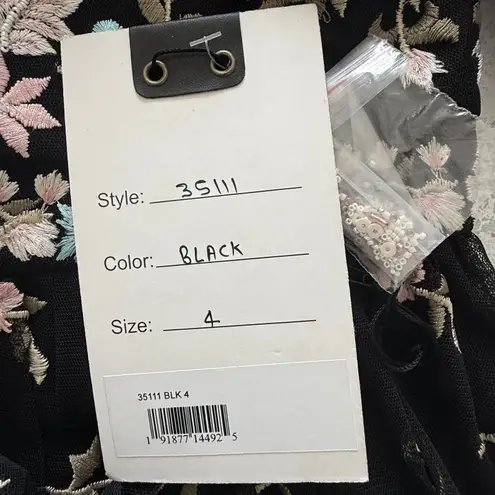 Style: 35111
Color: BLACK
Size: 4
35111 BLK 4
1 91877 14492 5